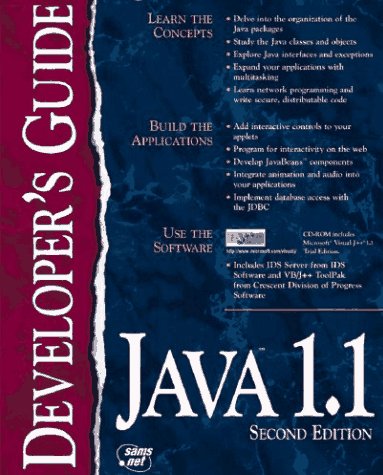 DEVELOPER'S GUIDE
LEARN THE
CONCEPTS
• Delve into the organization of the
Java packages
• Study the Java classes and objects
• Explore Java interfaces and exceptions
• Expand your applications with
multitasking
• Learn network programming and
write secure, distributable code
BUILD THE
APPLICATIONS
• Add interactive controls to your
applets
• Program for interactivity on the web
• Develop JavaBeans™ components
• Integrate animation and audio into
your applications
• Implement database access with
the JDBC
USE THE
SOFTWARE
CD-ROM includes
Microsoft® Visual J++™ 1.1
Trial Edition.
• Includes IDS Server from IDS
Software and VB/J++ ToolPak
from Crescent Division of Progress
Software
JAVA™ 1.1
SECOND EDITION
sams
.net